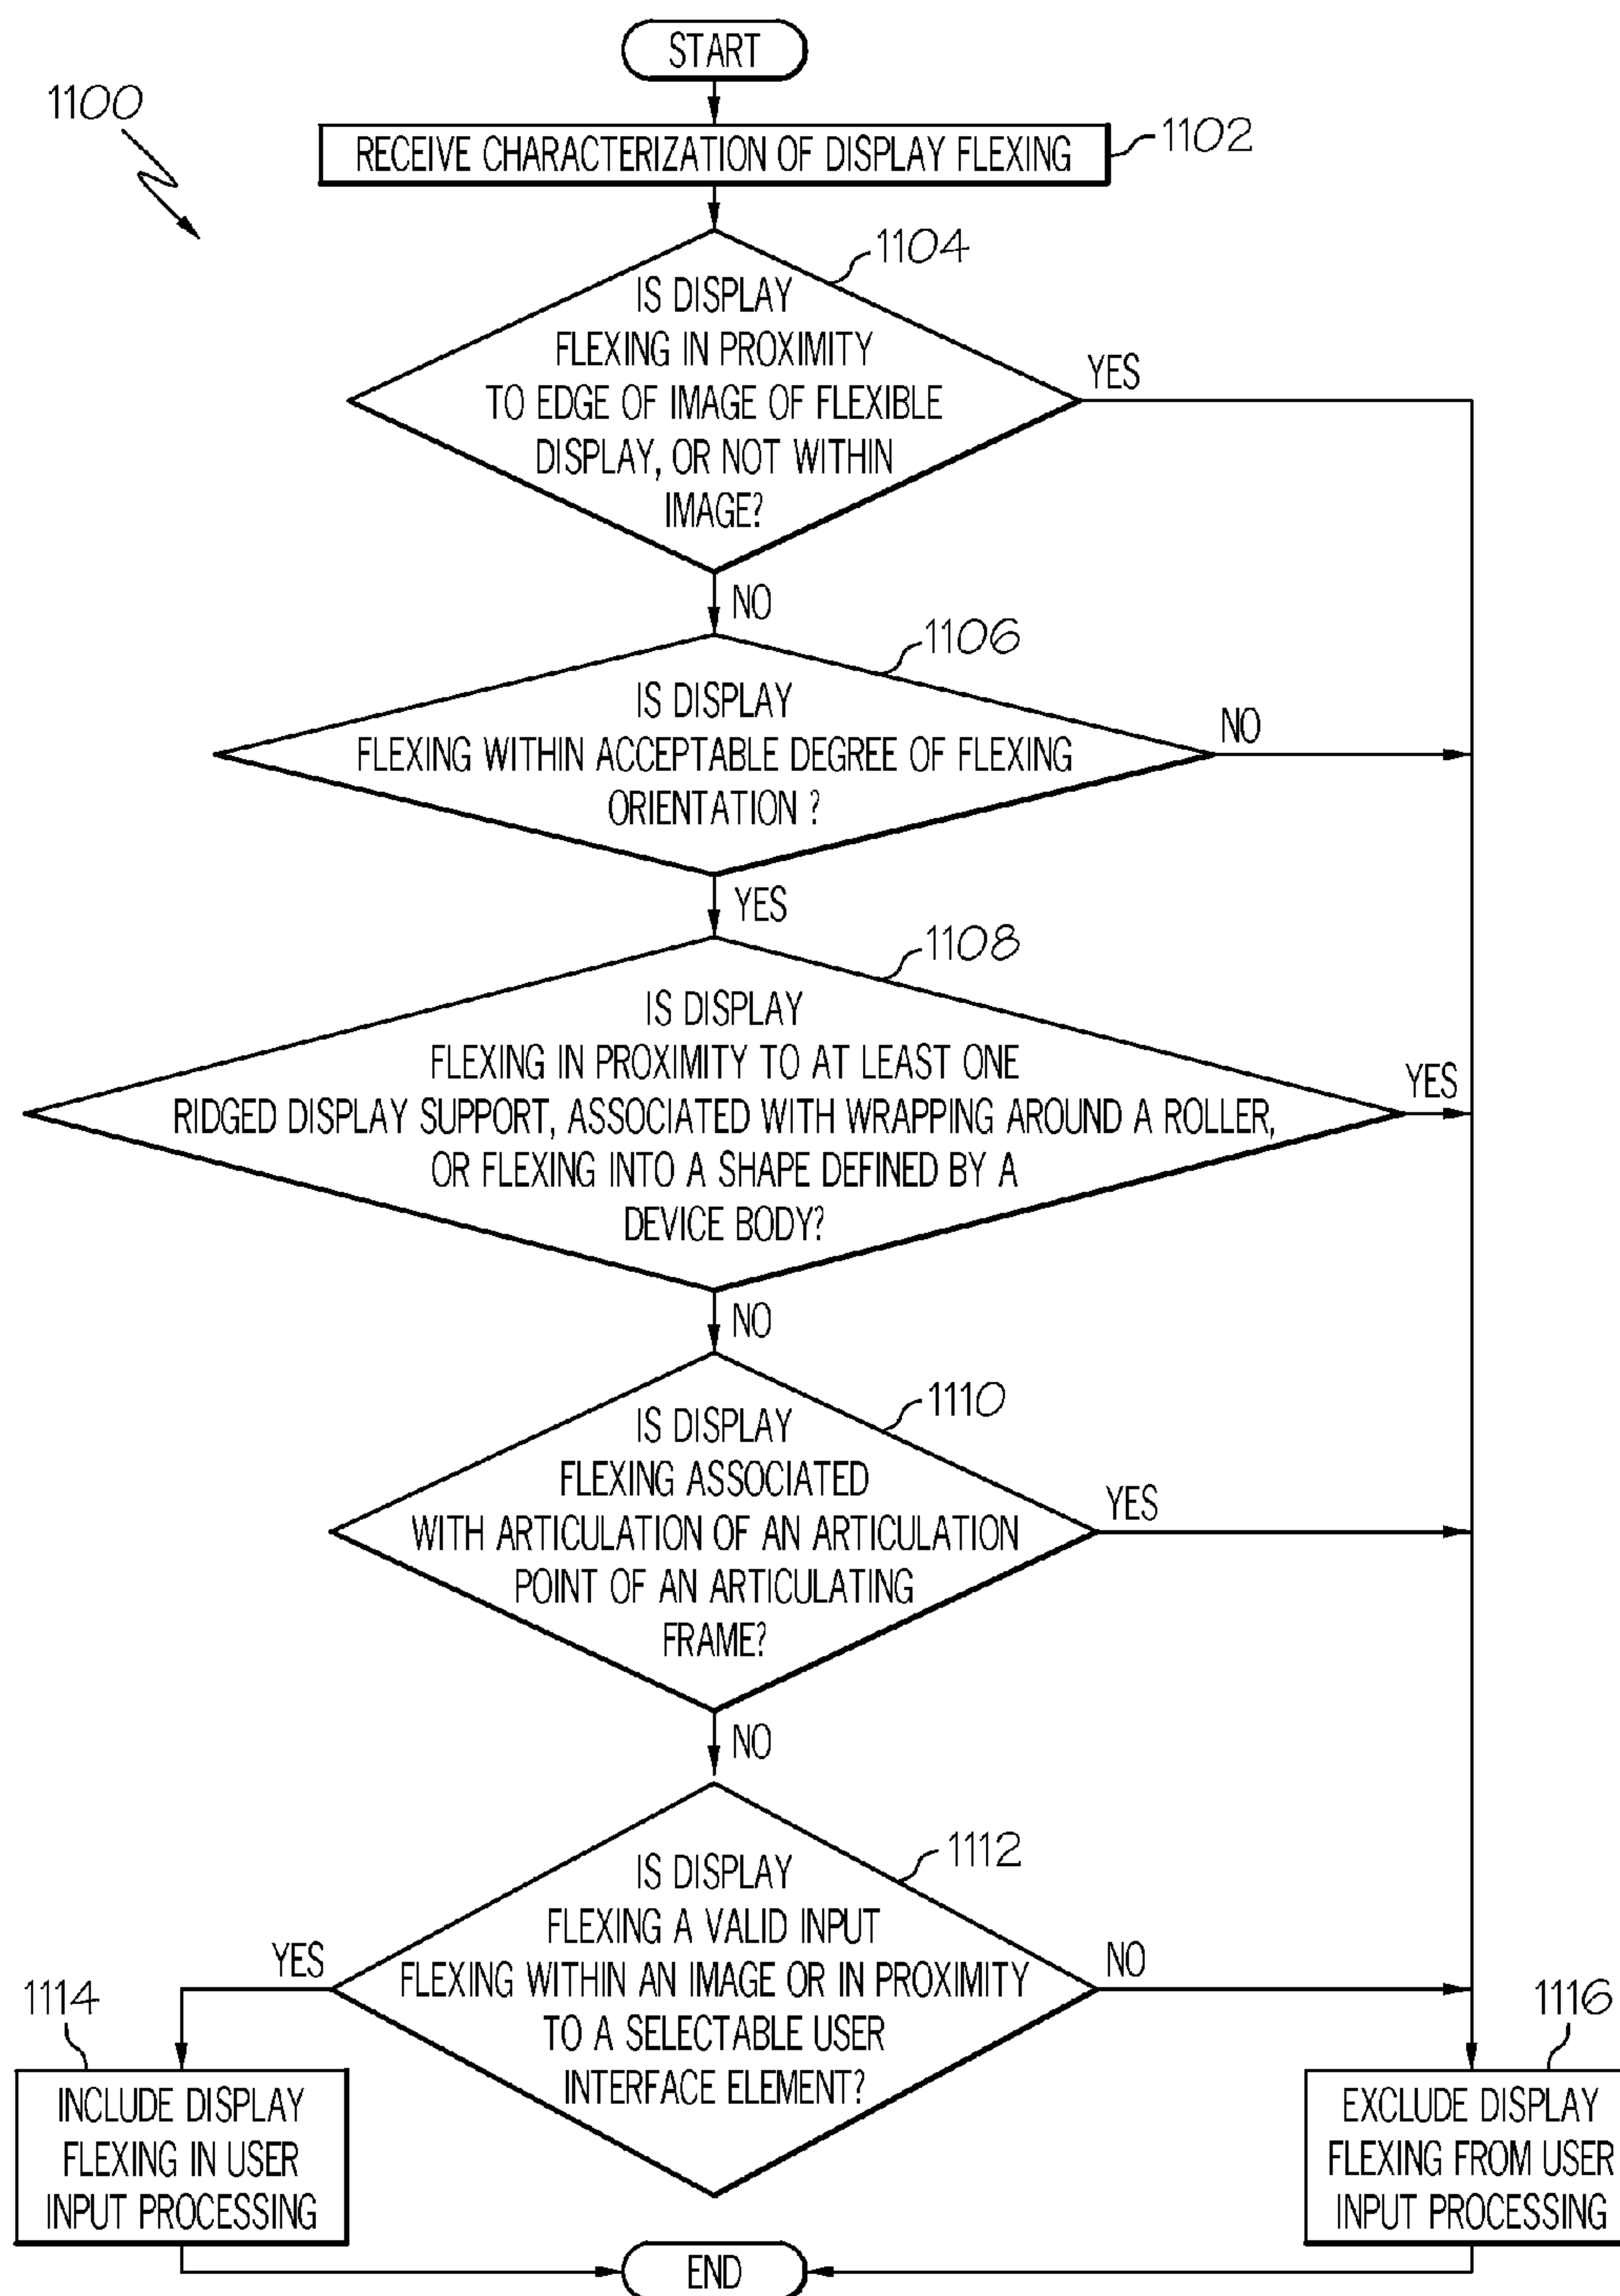 START
1100
RECEIVE CHARACTERIZATION OF DISPLAY FLEXING
1102
1104
IS DISPLAY
FLEXING IN PROXIMITY
TO EDGE OF IMAGE OF FLEXIBLE
DISPLAY, OR NOT WITHIN
IMAGE?
YES
NO
1106
IS DISPLAY
FLEXING WITHIN ACCEPTABLE DEGREE OF FLEXING
ORIENTATION ?
NO
YES
1108
IS DISPLAY
FLEXING IN PROXIMITY TO AT LEAST ONE
RIDGED DISPLAY SUPPORT, ASSOCIATED WITH WRAPPING AROUND A ROLLER,
OR FLEXING INTO A SHAPE DEFINED BY A
DEVICE BODY?
YES
NO
1110
IS DISPLAY
FLEXING ASSOCIATED
WITH ARTICULATION OF AN ARTICULATION
POINT OF AN ARTICULATING
FRAME?
YES
NO
1112
IS DISPLAY
FLEXING A VALID INPUT
FLEXING WITHIN AN IMAGE OR IN PROXIMITY
TO A SELECTABLE USER
INTERFACE ELEMENT?
YES
NO
1114
INCLUDE DISPLAY
FLEXING IN USER
INPUT PROCESSING
1116
EXCLUDE DISPLAY
FLEXING FROM USER
INPUT PROCESSING
END